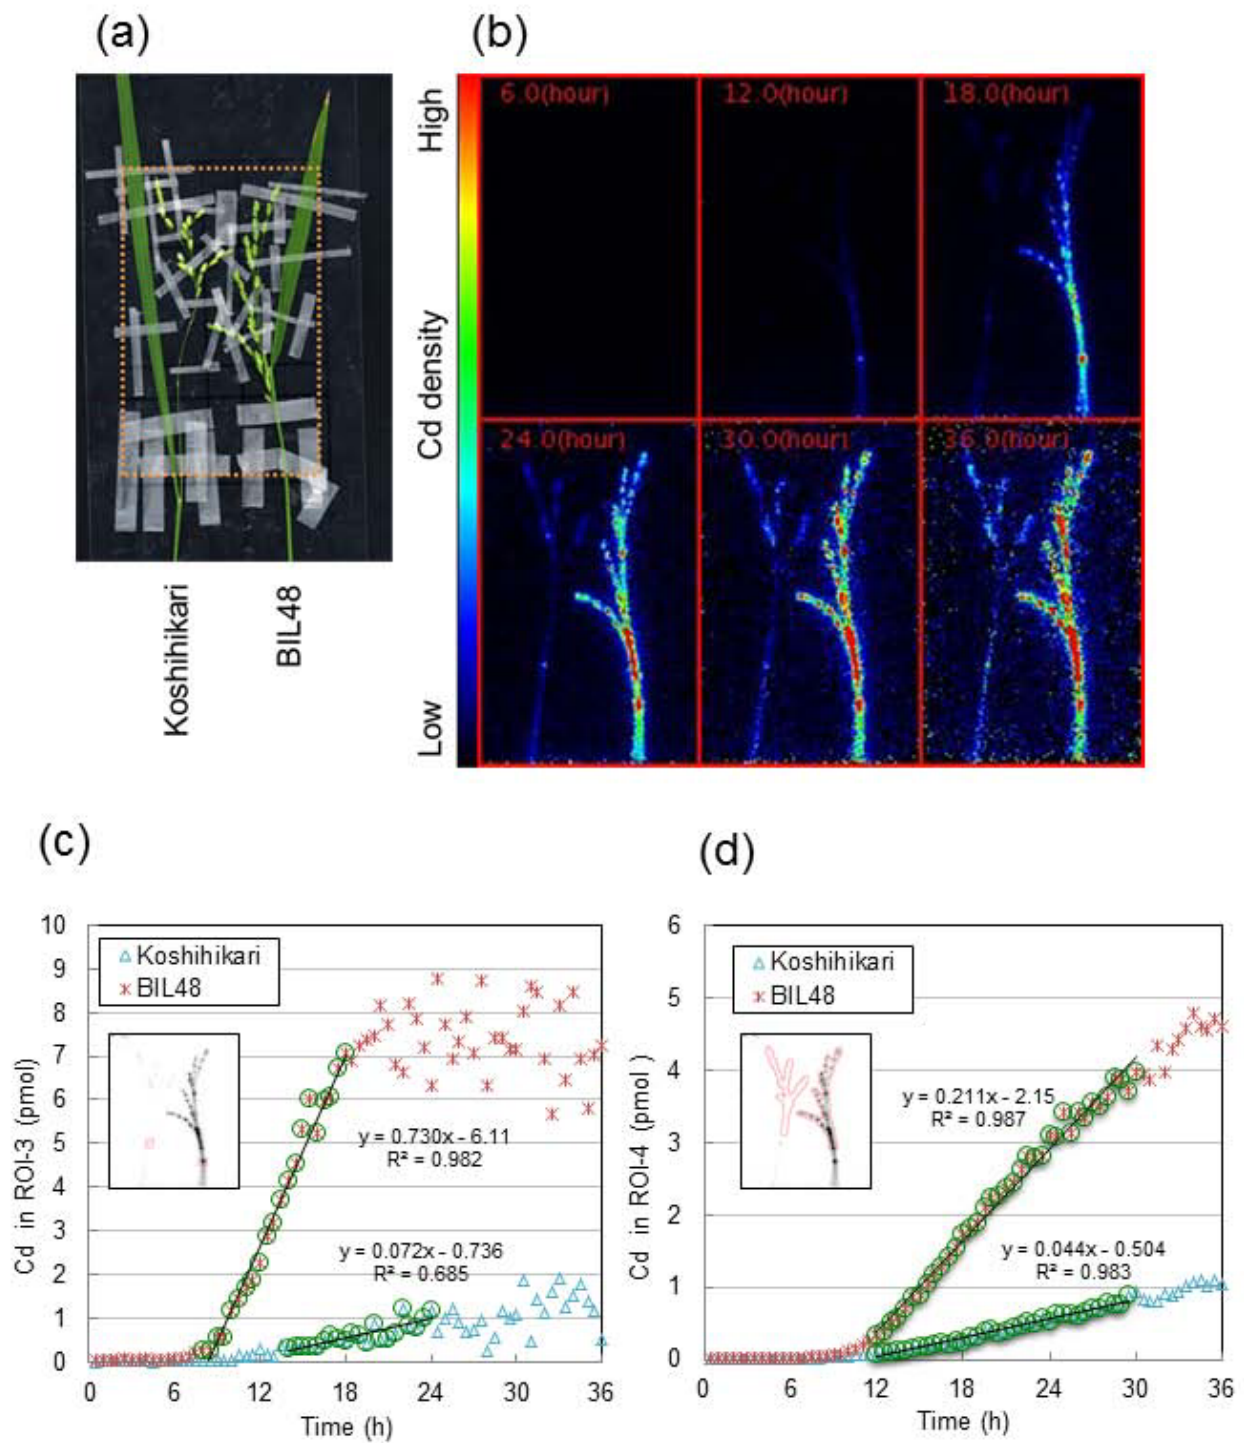 (a)
(b)
High
Cd density
Low
6.0(hour)
12.0(hour)
18.0(hour)
24.0(hour)
30.0(hour)
36.0(hour)
Koshihikari
BIL48
(c)
Cd in ROI-3 (pmol)
10
9
8
7
6
5
4
3
2
1
0
Koshihikari
BIL48
y = 0.730x - 6.11
R² = 0.982
y = 0.072x - 0.736
R² = 0.685
0 6 12 18 24 30 36
Time (h)
(d)
Cd in ROI-4 (pmol )
6
5
4
3
2
1
0
Koshihikari
BIL48
y = 0.211x - 2.15
R² = 0.987
y = 0.044x - 0.504
R² = 0.983
0 6 12 18 24 30 36
Time (h)